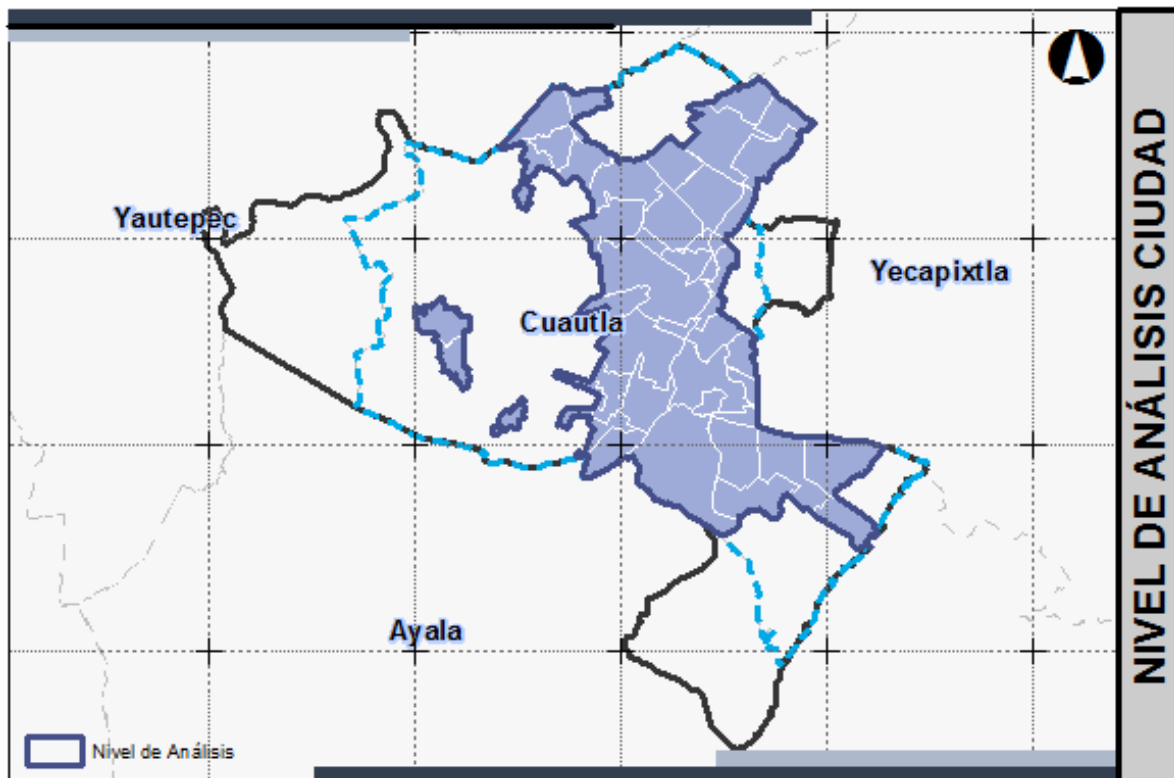 Yautepec
Yecapixtla
Cuautla
Ayala
Nivel de Análisis
NIVEL DE ANÁLISIS CIUDAD